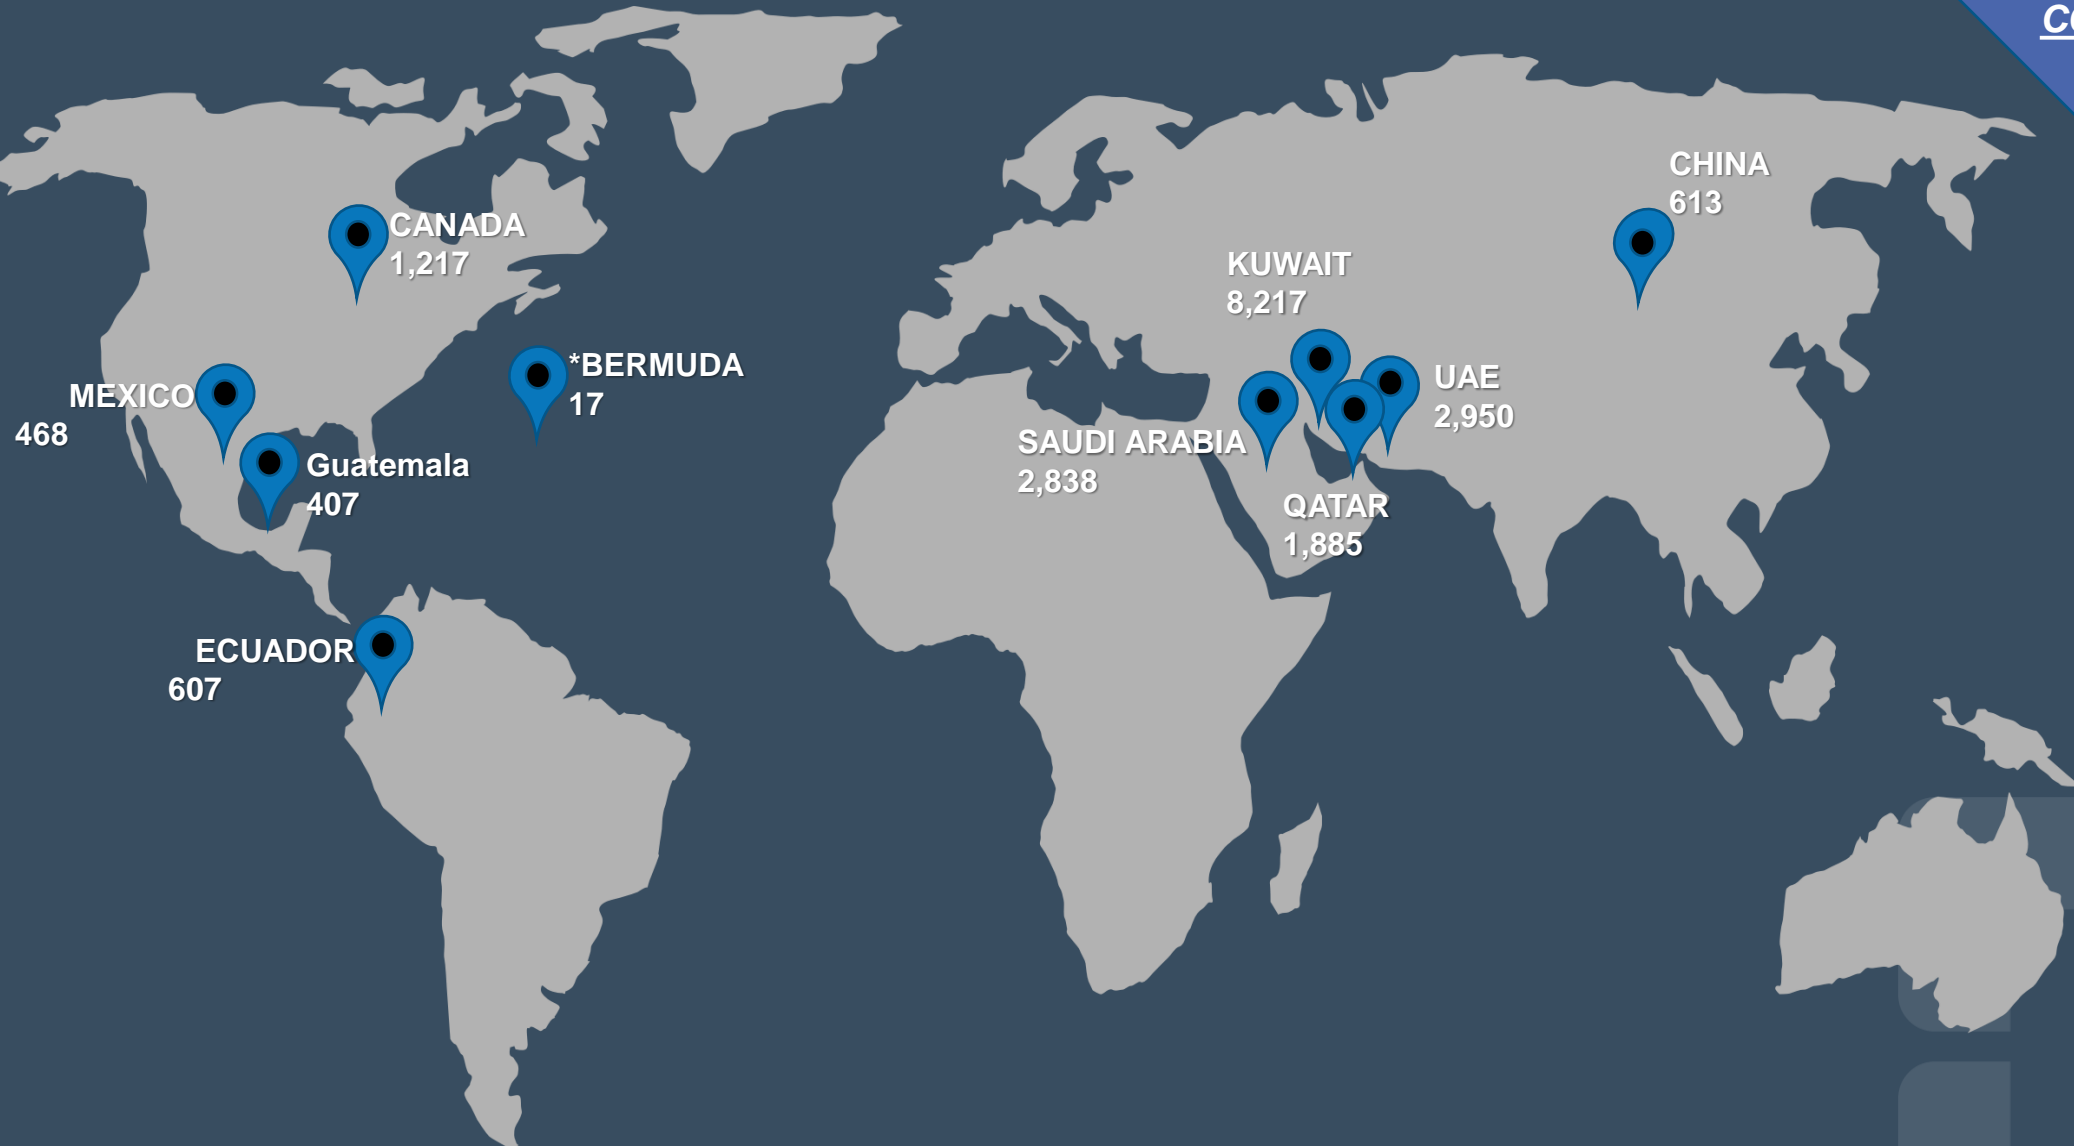 CHINA
613
CANADA
1,217
KUWAIT
8,217
*BERMUDA
17
UAE
2,950
MEXICO
468
SAUDI ARABIA
2,838
Guatemala
407
QATAR
1,885
ECUADOR
607